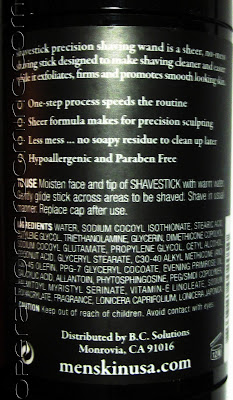 shavestick precision shaving wand is a sheer,
shaving stick designed to make shaving cleaner and
while it exfoliates, firms and promotes smooth looking skin.
One-step process speeds the routine
Sheer formula makes for precision sculpting
Less mess ... no soapy residue to clean up later
Hypoallergenic and Paraben Free
TO USE Moisten face and tip of SHAVESTICK with warm water.
Gently glide stick across areas to be shaved. Shave in usual
manner. Replace cap after use.
INGREDIENTS WATER, SODIUM COCOYL ISOTHIONATE, STEARIC
GLYCOL, TRIETHANOLAMINE, GLYCERIN, DIMETHICONE
SODIUM COCOYL GLUTAMATE, PROPYLENE GLYCOL, CETYL ALCOHOL,
COCONUT ACID, GLYCERYL STEARATE, C30-40 ALKYL METHICONE,
OLEFIN, PPG-7 GLYCERYL COCOATE, EVENING PRIMROSE
ALLANTOIN, PHYTOSPHINGOSINE,
MYRISTYL SERINATE, VITAMIN-E LINOLEATE,
FRAGRANCE, LONICERA CAPRIFOLIUM, LONICERA
CAUTION Keep out of reach of children. Avoid contact with eyes.
Distributed by B.C. Solutions
Monrovia, CA 91016
menskinusa.com